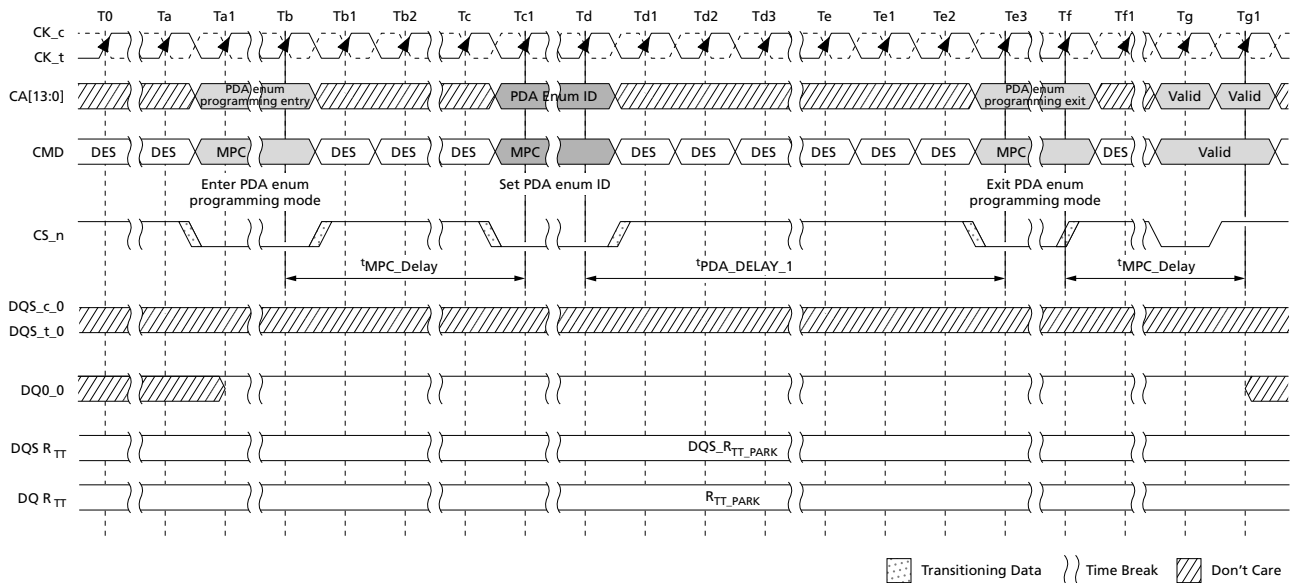 T0 Ta Ta1 Tb Tb1 Tb2 Tc Tc1 Td Td1 Td2 Td3 Te Te1 Te2 Te3 Tf Tf1 Tg Tg1
CK_c
CK_t
CA[13:0] PDA enum programming entry PDA Enum ID PDA enum programming exit Valid Valid
CMD DES DES MPC DES DES DES MPC DES DES DES DES DES DES MPC DES Valid
Enter PDA enum programming mode Set PDA enum ID Exit PDA enum programming mode
CS_n
tMPC_Delay tPDA_DELAY_1 tMPC_Delay
DQS_c_0
DQS_t_0
DQ0_0
DQS RTT DQS_RTT_PARK
DQ RTT RTT_PARK
Transitioning Data Time Break Don't Care